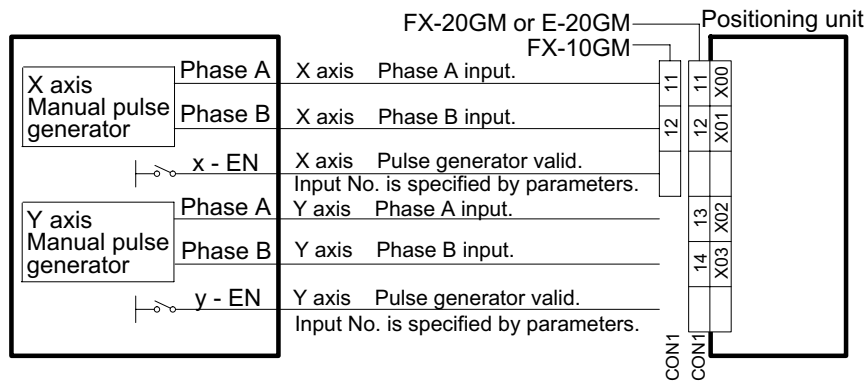 FX-20GM or E-20GM
Positioning unit
FX-10GM
X axis
Manual pulse
generator
Phase A
X axis Phase A input.
11
11
X00
Phase B
X axis Phase B input.
12
12
X01
x - EN
X axis Pulse generator valid.
Input No. is specified by parameters.
Y axis
Manual pulse
generator
Phase A
Y axis Phase A input.
13
X02
Phase B
Y axis Phase B input.
14
X03
y - EN
Y axis Pulse generator valid.
Input No. is specified by parameters.
CON1
CON1